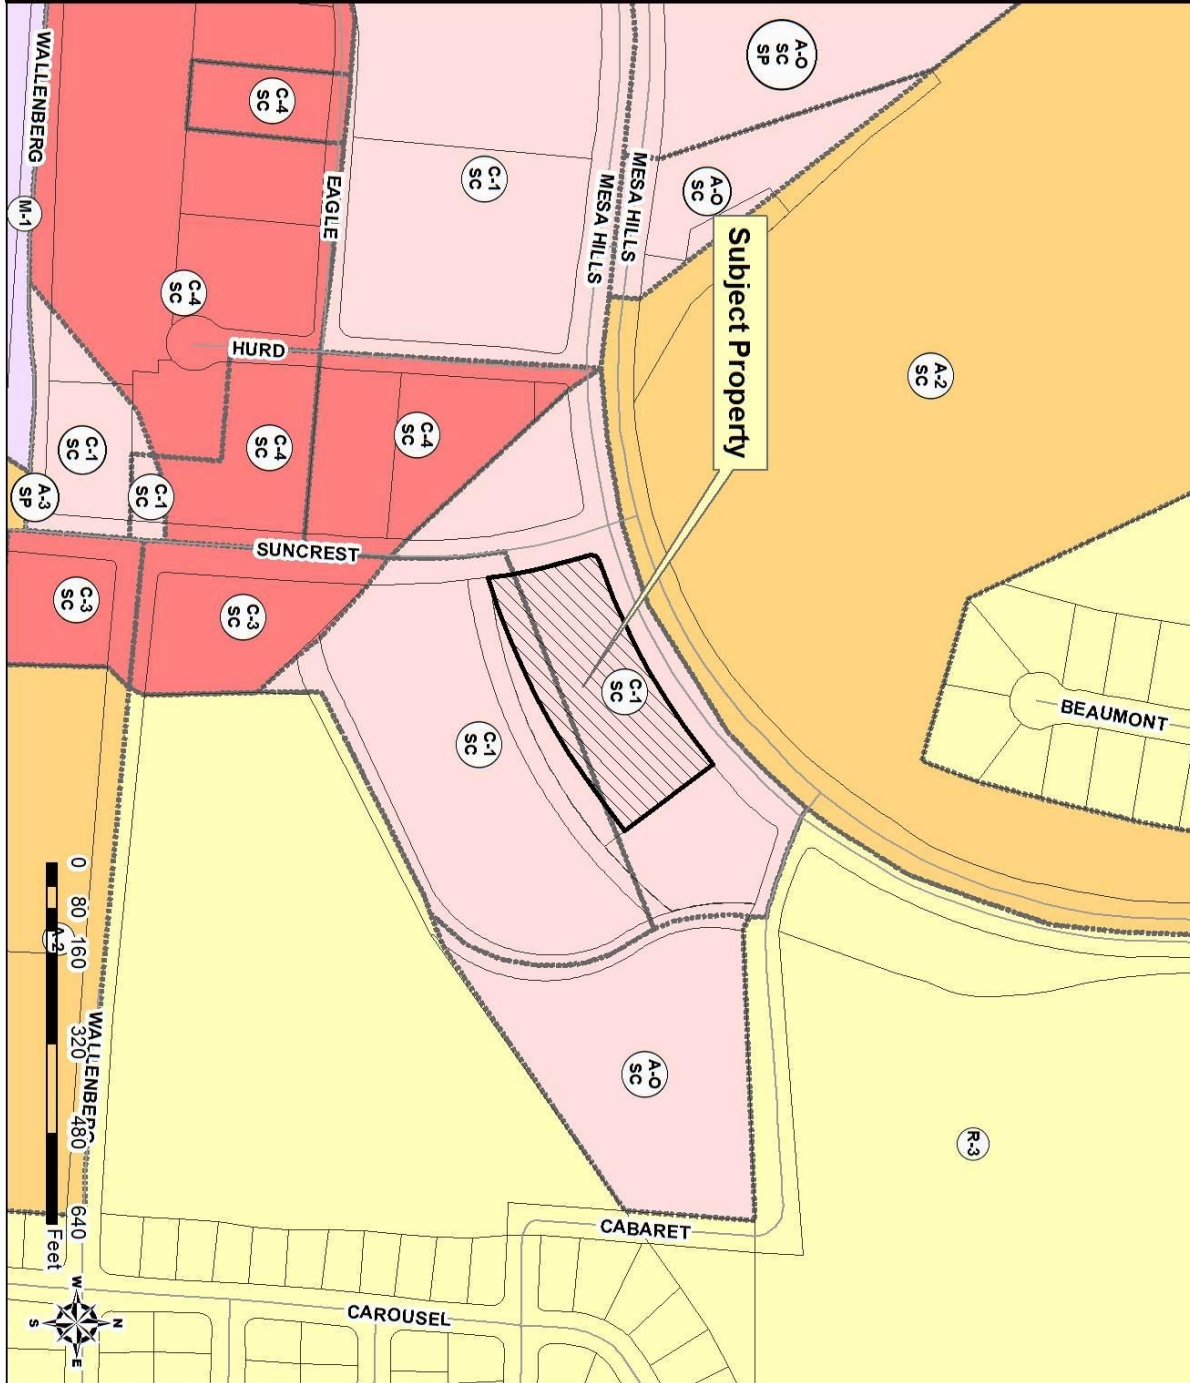 WALLENBERG
C-4
SC
EAGLE
C-1
SC
MESA HILLS
MESA HILLS
A-O
SC
SP
A-O
SC
M-1
C-4
SC
HURD
Subject Property
A-2
SC
C-4
SC
C-4
SC
C-1
SC
C-1
SC
A-3
SP
SUNCREST
C-3
SC
C-3
SC
C-1
SC
C-1
SC
BEAUMONT
A-2
WALLENBERG
A-O
SC
R-3
0 80 160 320 480 640
Feet
CABARET
CAROUSEL
W
N
S
E